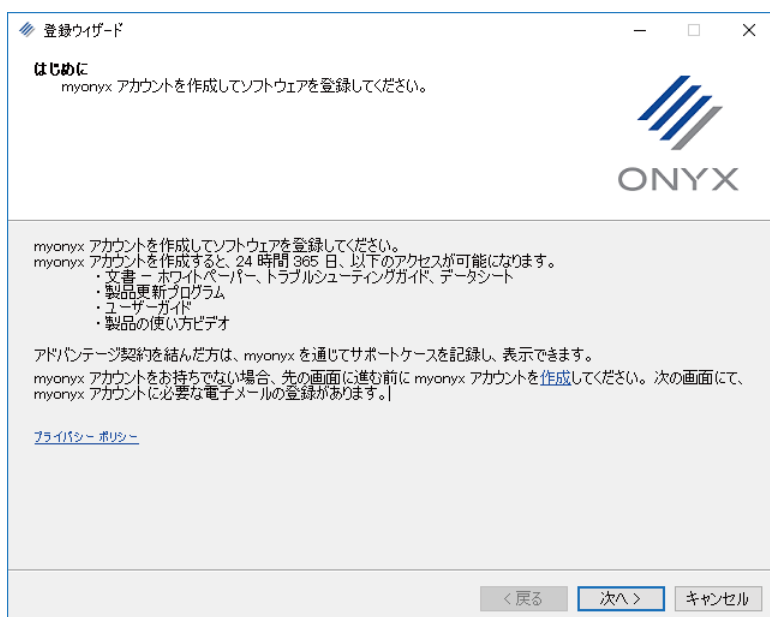 登録ウィザード
はじめに
myonyx アカウントを作成してソフトウェアを登録してください。
ONYX
myonyx アカウントを作成してソフトウェアを登録してください。
myonyx アカウントを作成すると、24 時間 365 日、以下のアクセスが可能になります。
・文書 － ホワイトペーパー、トラブルシューティングガイド、データシート
・製品更新プログラム
・ユーザーガイド
・製品の使い方ビデオ
アドバンテージ契約を結んだ方は、myonyx を通じてサポートケースを記録し、表示できます。
myonyx アカウントをお持ちでない場合、先の画面に進む前に myonyx アカウントを作成してください。次の画面にて、
myonyx アカウントに必要な電子メールの登録があります。
プライバシー ポリシー
< 戻る
次へ >
キャンセル